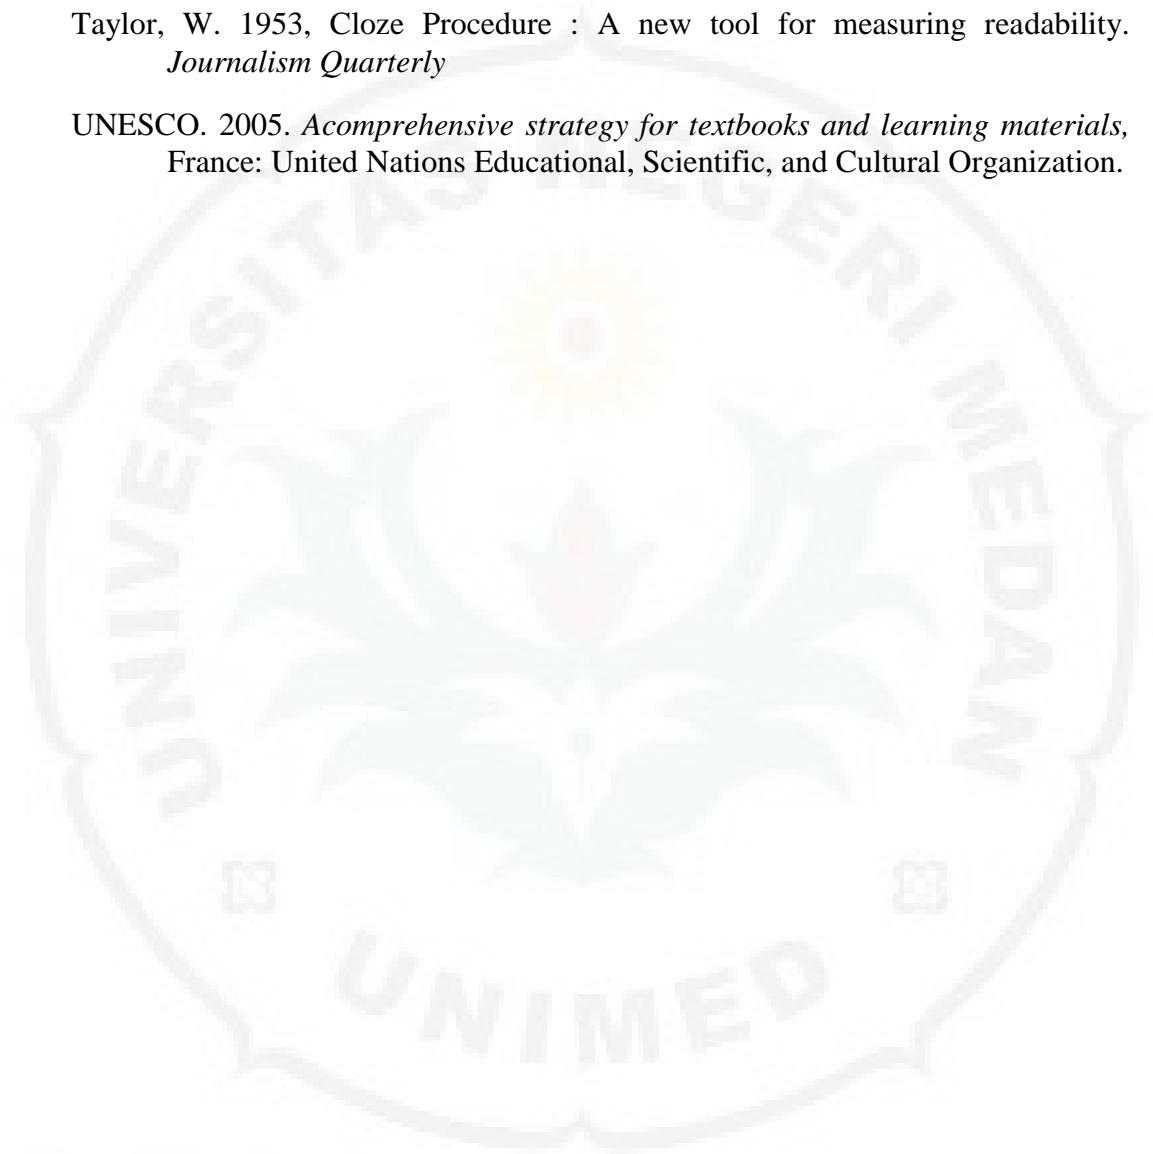 Taylor, W. 1953, Cloze Procedure : A new tool for measuring readability.
Journalism Quarterly
UNESCO. 2005. Acomprehensive strategy for textbooks and learning materials,
France: United Nations Educational, Scientific, and Cultural Organization.
UNIVERSITAS NEGERI MEDAN
UNIMED